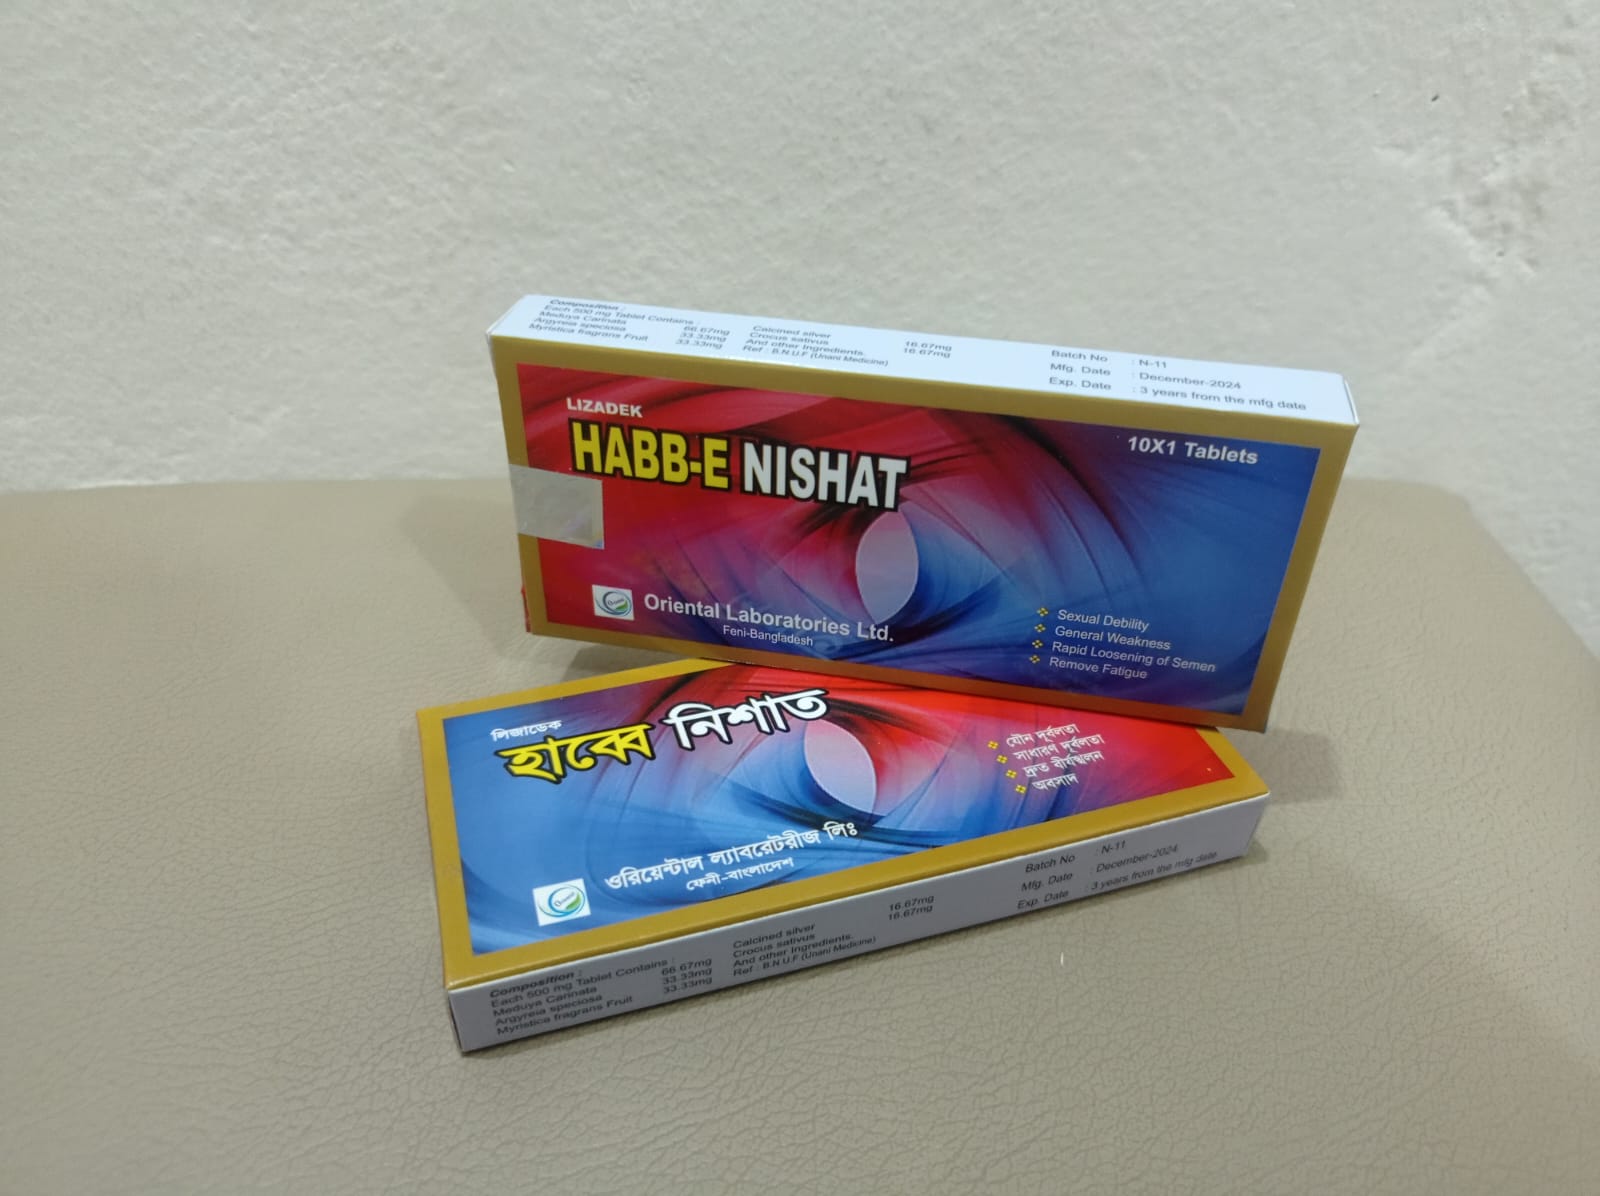 Composition :
Each 500 mg Tablet Contains :
Meduya Carinata 66.67mg
Argyreia speciosa 33.33mg
Myristica fragrans Fruit 33.33mg
Calcined silver 16.67mg
Crocus sativus 16.67mg
And other Ingredients.
Ref : B.N.U.F (Unani Medicine)
Batch No : N-11
Mfg. Date : December-2024
Exp. Date : 3 years from the mfg date
LIZADEK
HABB-E NISHAT
10X1 Tablets
Oriental Laboratories Ltd.
Feni-Bangladesh
Sexual Debility
General Weakness
Rapid Loosening of Semen
Remove Fatigue
লিজাডেক
হাব্বে নিশাত
যৌন দূর্বলতা
সাধারণ দূর্বলতা
দ্রুত বীর্যস্খলন
অবসাদ
ওরিয়েন্টাল ল্যাবরেটরীজ লিঃ
ফেনী-বাংলাদেশ
Composition :
Each 500 mg Tablet Contains :
Meduya Carinata 66.67mg
Argyreia speciosa 33.33mg
Myristica fragrans Fruit 33.33mg
Calcined silver 16.67mg
Crocus sativus 16.67mg
And other Ingredients.
Ref : B.N.U.F (Unani Medicine)
Batch No : N-11
Mfg. Date : December-2024
Exp. Date : 3 years from the mfg date